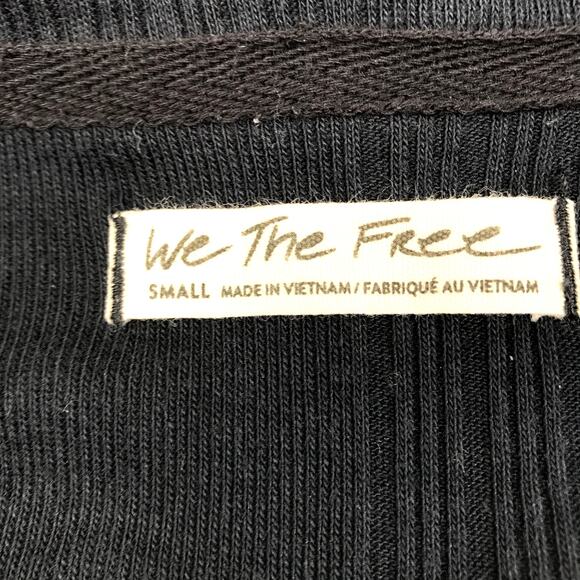 We The Free
SMALL MADE IN VIETNAM / FABRIQUÉ AU VIETNAM